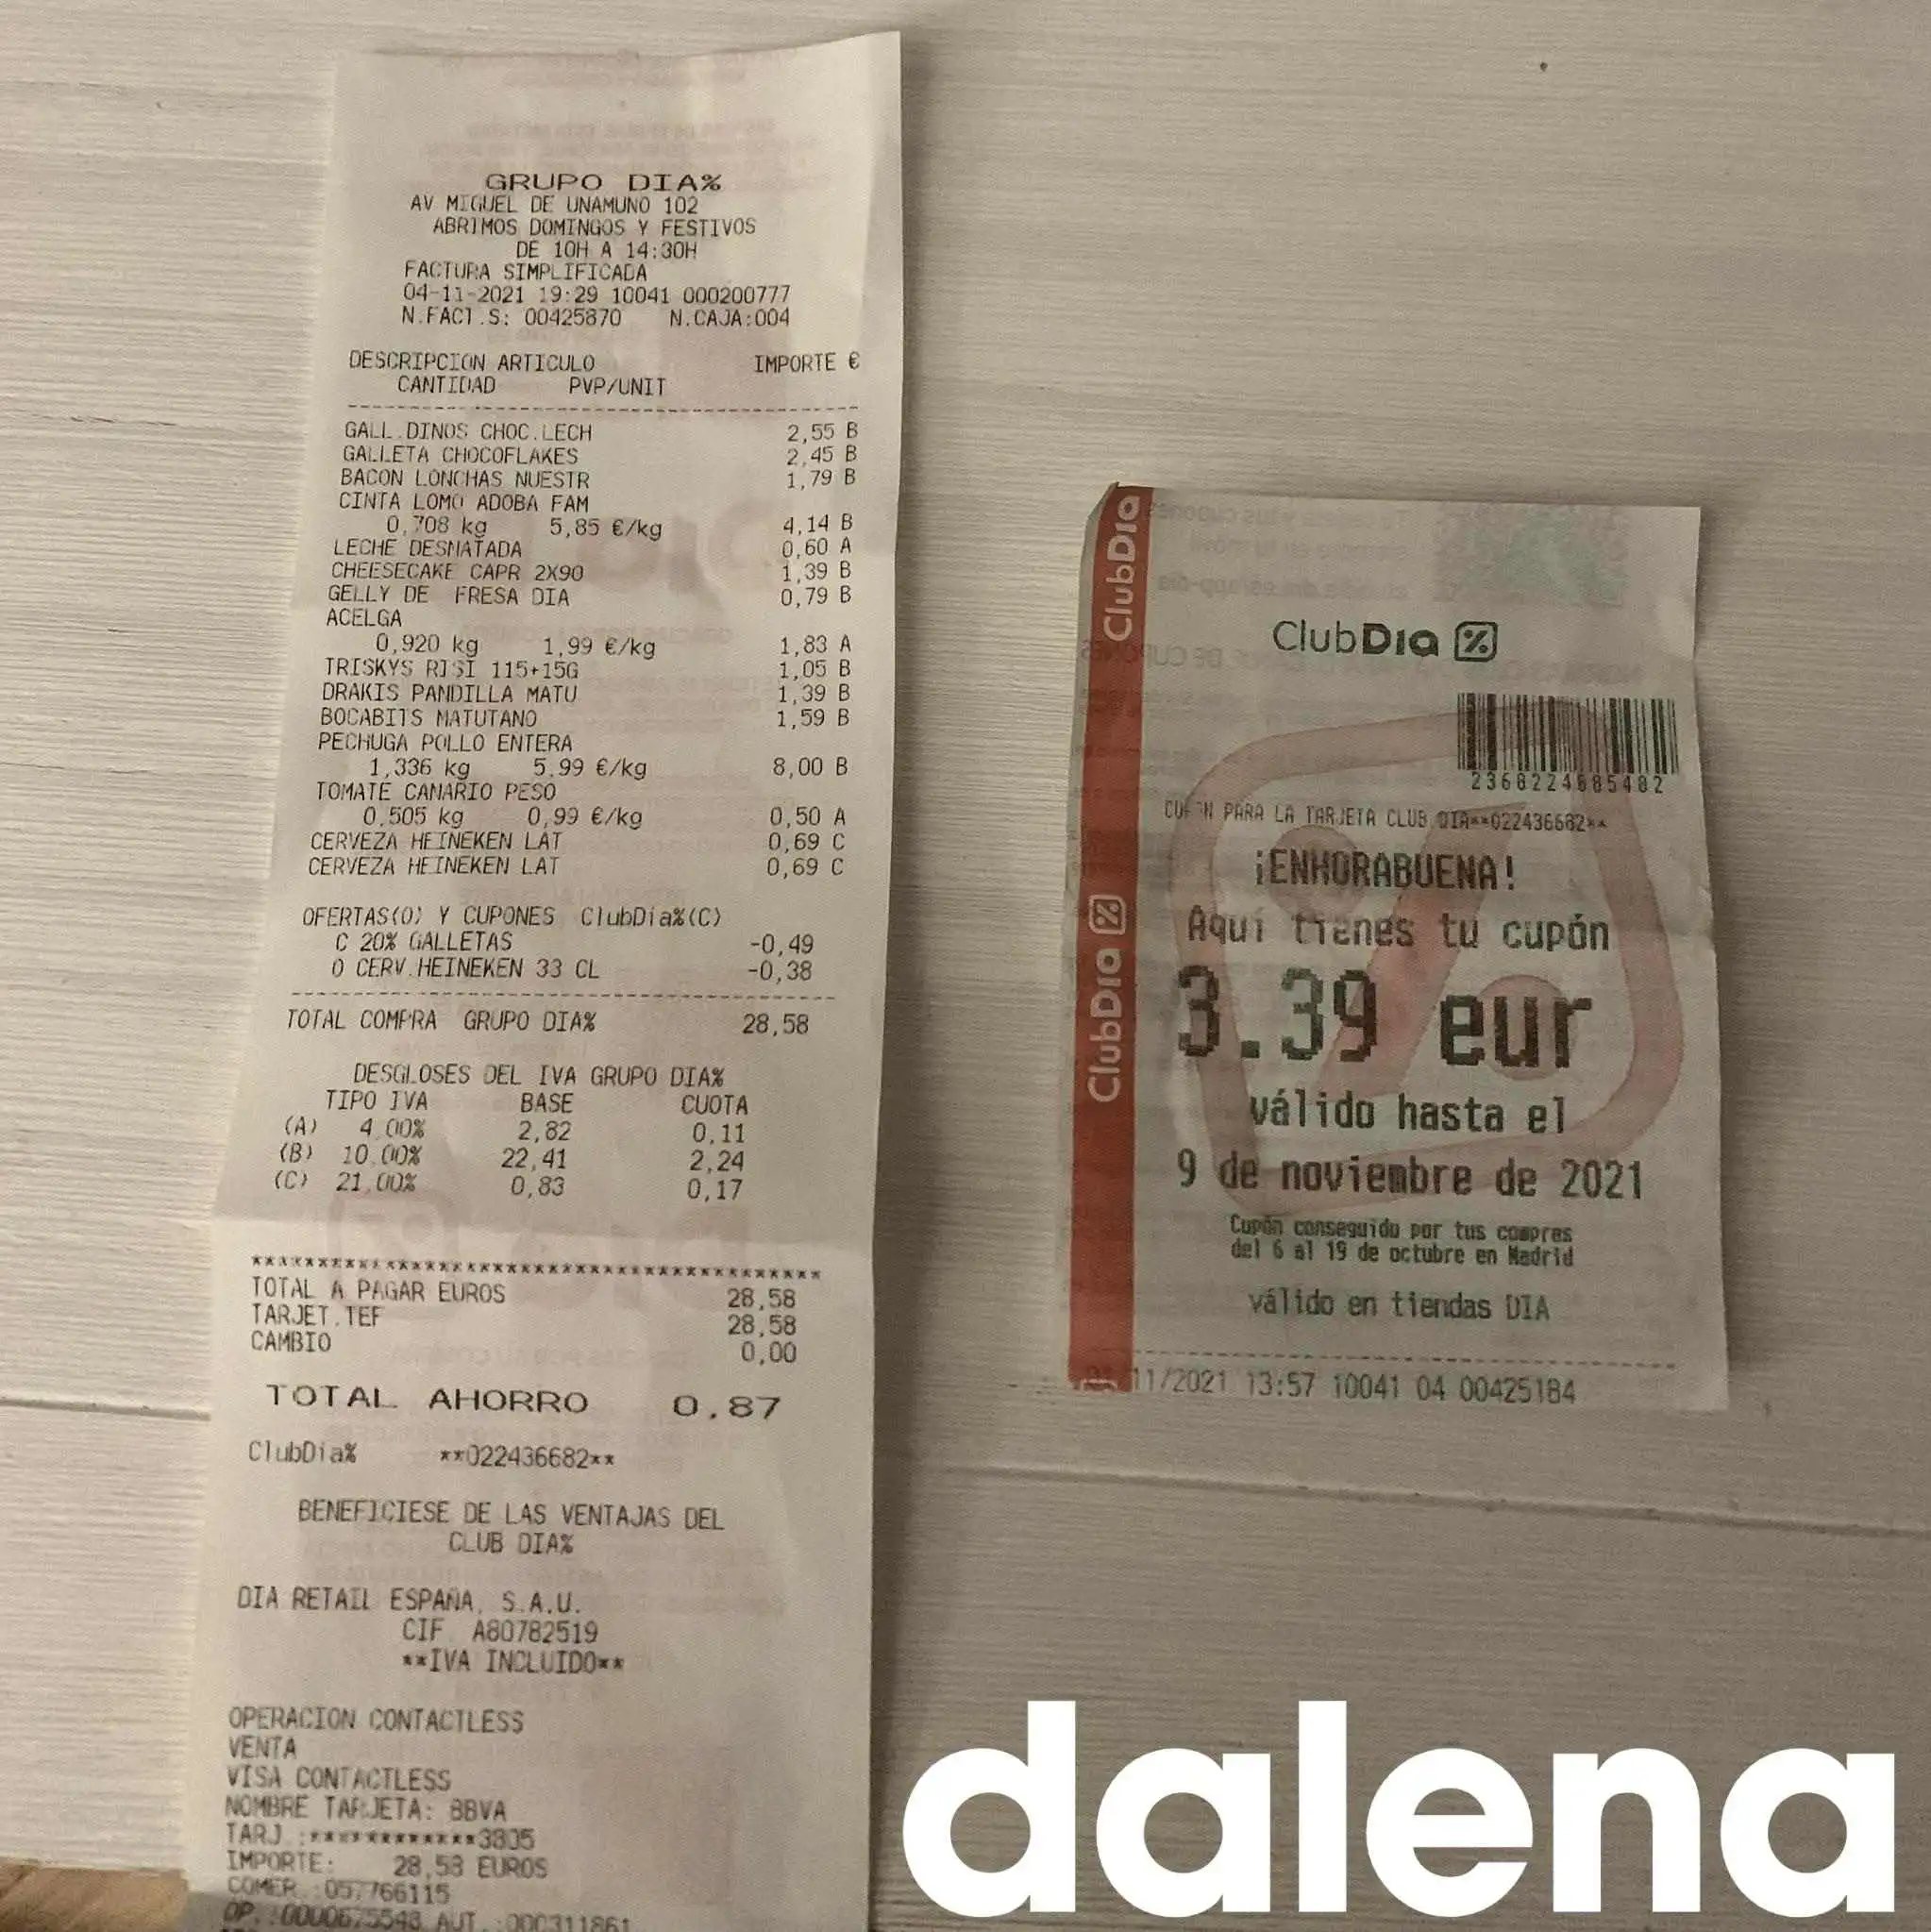 GRUPO DIA%
AV MIGUEL DE UNAMUNO 102
ABRIMOS DOMINGOS Y FESTIVOS
DE 10H A 14:30H
FACTURA SIMPLIFICADA
04-11-2021 19:29 10041 000200777
N.FACT.S: 00425870 N.CAJA:004
DESCRIPCION ARTICULO IMPORTE €
CANTIDAD PVP/UNIT
GALL.DINOS CHOC.LECH 2,55 B
GALLETA CHOCOFLAKES 2,45 B
BACON LONCHAS NUESTR 1,79 B
CINTA LOMO ADOBA FAM
0,708 kg 5,85 €/kg 4,14 B
LECHE DESNATADA 0,60 A
CHEESECAKE CAPR 2X90 1,39 B
GELLY DE FRESA DIA 0,79 B
ACELGA
0,920 kg 1,99 €/kg 1,83 A
TRISKYS RISI 115+15G 1,05 B
DRAKIS PANDILLA MATU 1,39 B
BOCABITS MATUTANO 1,59 B
PECHUGA POLLO ENTERA
1,336 kg 5,99 €/kg 8,00 B
TOMATE CANARIO PESO
0,505 kg 0,99 €/kg 0,50 A
CERVEZA HEINEKEN LAT 0,69 C
CERVEZA HEINEKEN LAT 0,69 C
OFERTAS(O) Y CUPONES ClubDia%(C)
C 20% GALLETAS -0,49
O CERV.HEINEKEN 33 CL -0,38
TOTAL COMPRA GRUPO DIA% 28,58
DESGLOSES DEL IVA GRUPO DIA%
TIPO IVA BASE CUOTA
(A) 4,00% 2,82 0,11
(B) 10,00% 22,41 2,24
(C) 21,00% 0,83 0,17
******************************************
TOTAL A PAGAR EUROS 28,58
TARJET.TEF 28,58
CAMBIO 0,00
TOTAL AHORRO 0.87
ClubDia% **022436682**
BENEFICIESE DE LAS VENTAJAS DEL
CLUB DIA%
DIA RETAIL ESPAÑA, S.A.U.
CIF A80782519
**IVA INCLUIDO**
OPERACION CONTACTLESS
VENTA
VISA CONTACTLESS
NOMBRE TARJETA: BBVA
TARJ.:************3805
IMPORTE: 28,58 EUROS
COMER.:057766115
OP.: AUT.:000311861
ClubDia
ClubDia %
ClubDia %
2368224685482
CUPON PARA LA TARJETA CLUB DIA**022436682**
¡ENHORABUENA!
Aquí tienes tu cupón
3.39 eur
válido hasta el
9 de noviembre de 2021
Cupón conseguido por tus compras
del 6 al 19 de octubre en Madrid
válido en tiendas DIA
11/2021 13:57 10041 04 00425184
dalena